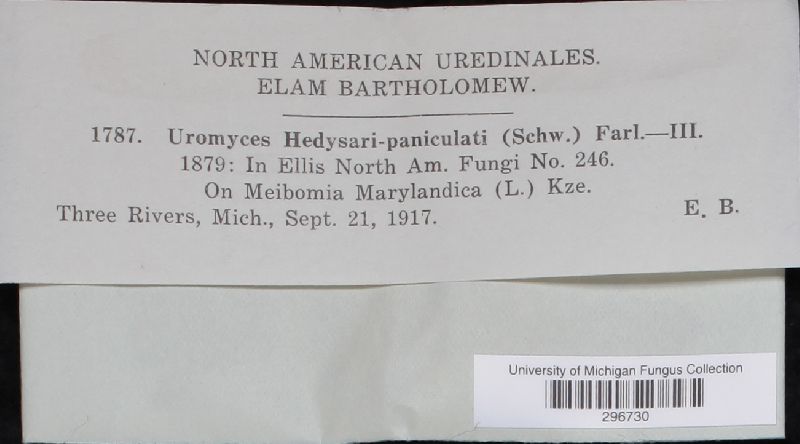 NORTH AMERICAN UREDINALES.
ELAM BARTHOLOMEW.
1787. Uromyces Hedysari-paniculati (Schw.) Farl.—III.
1879: In Ellis North Am. Fungi No. 246.
On Meibomia Marylandica (L.) Kze.
Three Rivers, Mich., Sept. 21, 1917. E. B.
University of Michigan Fungus Collection
296730